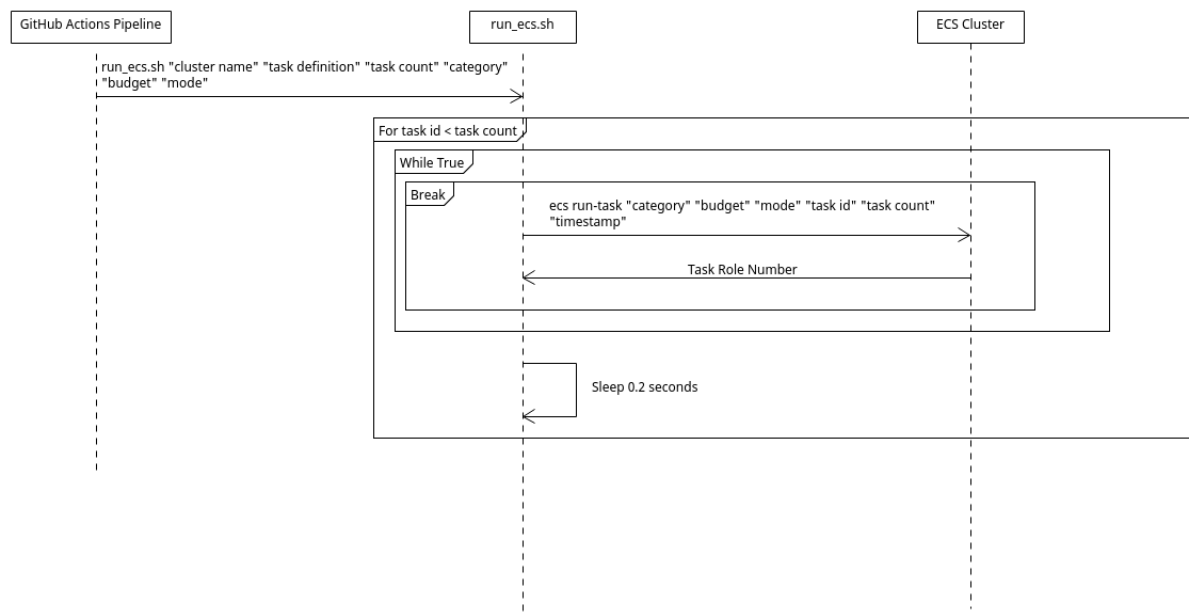 GitHub Actions Pipeline
run_ecs.sh
ECS Cluster
run_ecs.sh "cluster name" "task definition" "task count" "category"
"budget" "mode"
For task id < task count
While True
Break
ecs run-task "category" "budget" "mode" "task id" "task count"
"timestamp"
Task Role Number
Sleep 0.2 seconds